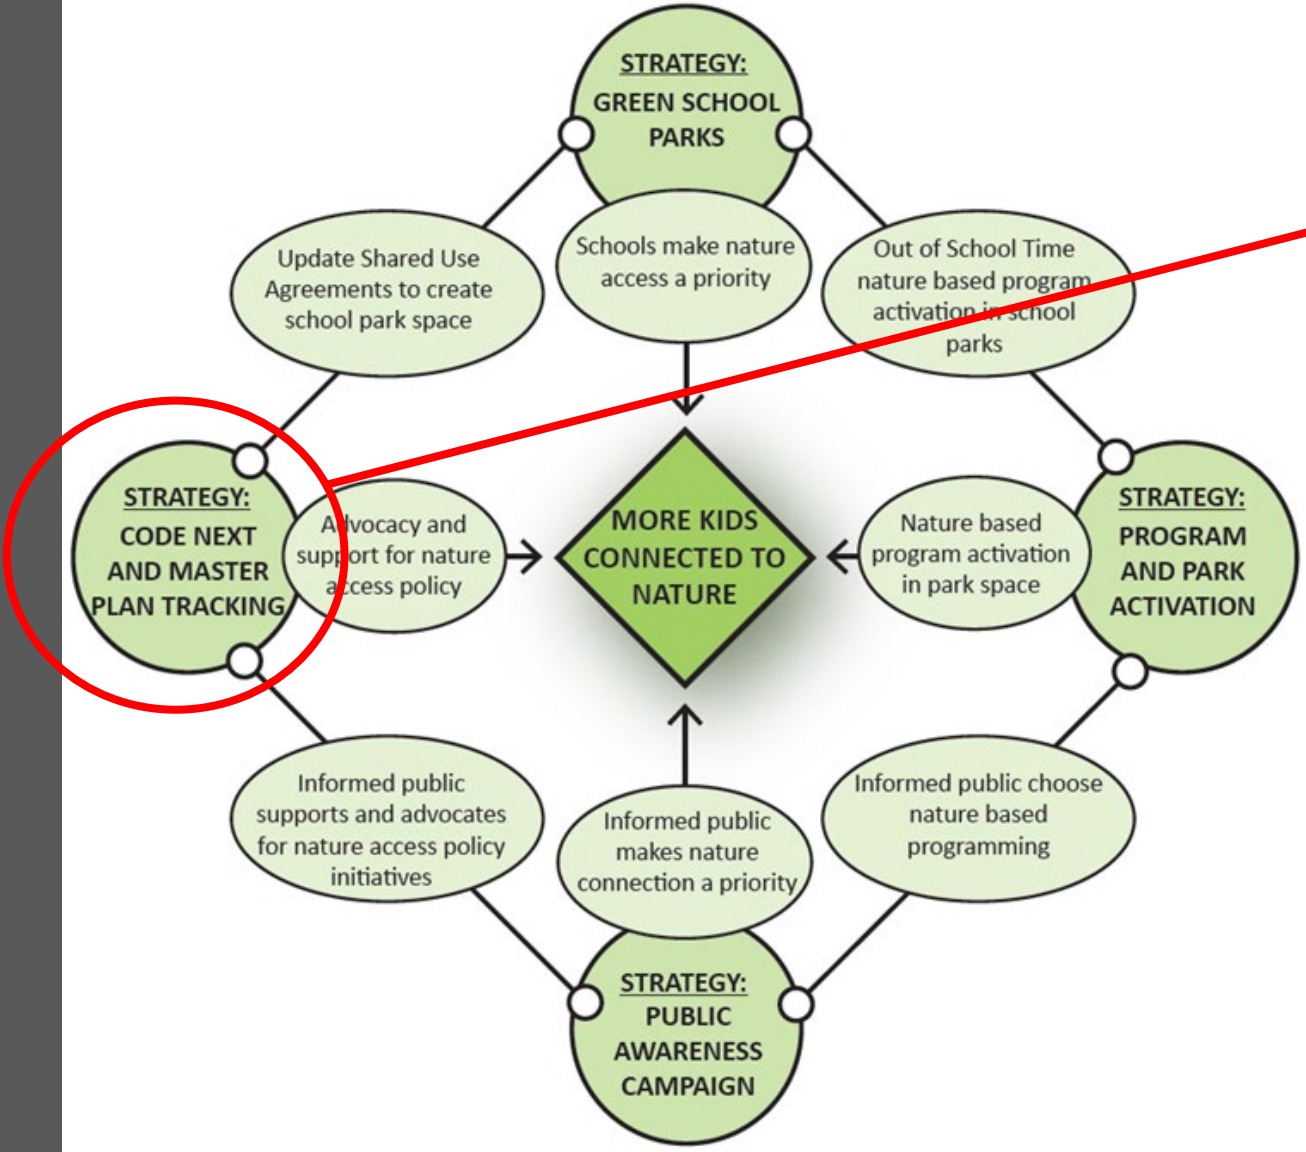 STRATEGY:
GREEN SCHOOL
PARKS
Update Shared Use
Agreements to create
school park space
Schools make nature
access a priority
Out of School Time
nature based program
activation in school
parks
STRATEGY:
CODE NEXT
AND MASTER
PLAN TRACKING
Advocacy and
support for nature
access policy
MORE KIDS
CONNECTED TO
NATURE
Nature based
program activation
in park space
STRATEGY:
PROGRAM
AND PARK
ACTIVATION
Informed public
supports and advocates
for nature access policy
initiatives
Informed public
makes nature
connection a priority
Informed public choose
nature based
programming
STRATEGY:
PUBLIC
AWARENESS
CAMPAIGN